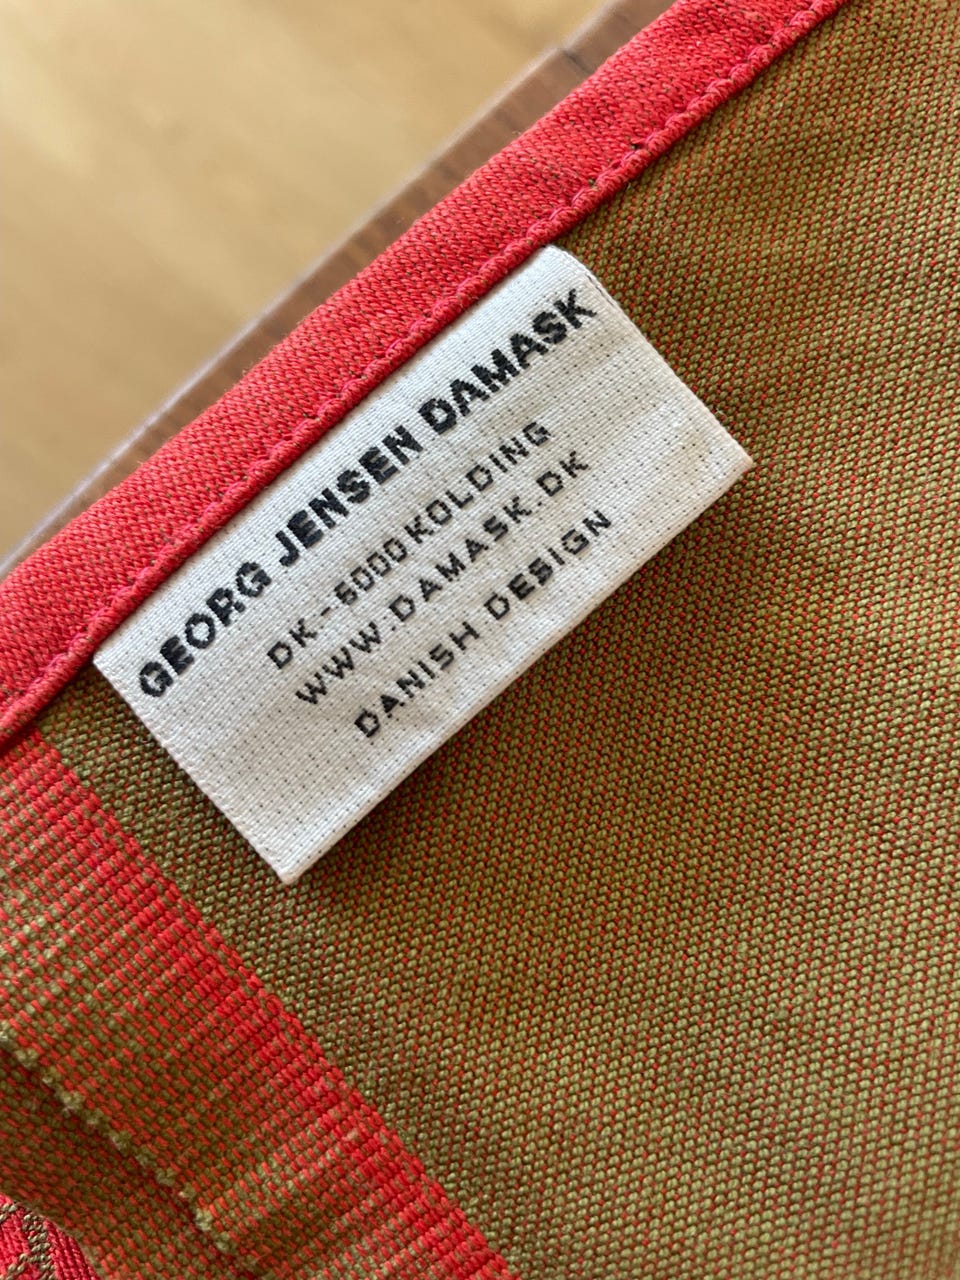 GEORG JENSEN DAMASK
DK-6000 KOLDING
WWW.DAMASK.DK
DANISH DESIGN